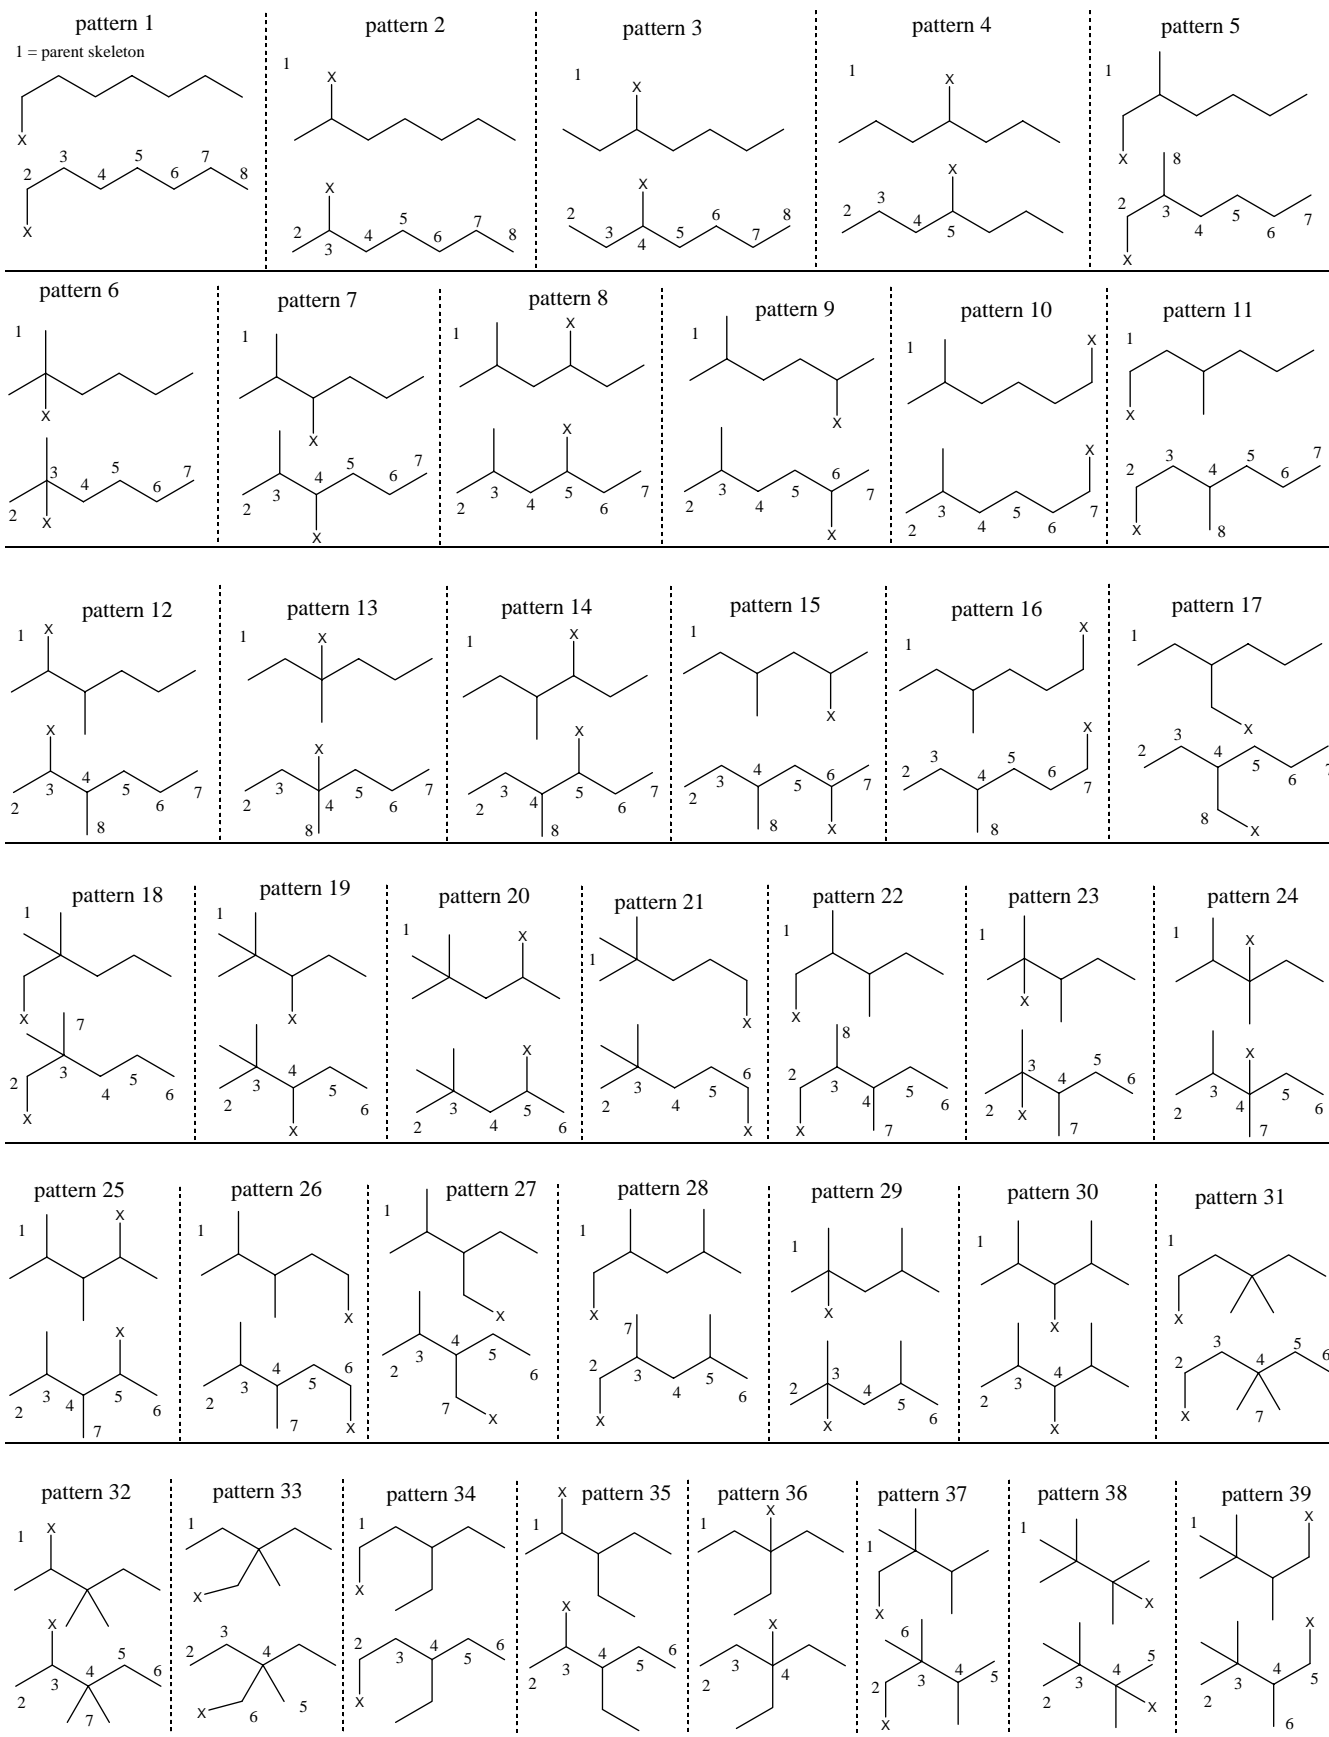 pattern 1
1 = parent skeleton
X
2 3 4 5 6 7 8
X
pattern 2
1
X
X
2 3 4 5 6 7 8
pattern 3
1
X
X
2 3 4 5 6 7 8
pattern 4
1
X
X
2 3 4 5
pattern 5
1
X
8
2 3 4 5 6 7
X
pattern 6
1
X
2 3 4 5 6 7
X
pattern 7
1
X
3 4 5 6 7
2
X
pattern 8
1
X
X
2 3 4 5 6 7
pattern 9
1
X
2 3 4 5 6 7
X
pattern 10
1
X
X
2 3 4 5 6 7
pattern 11
1
X
2 3 4 5 6 7
X 8
pattern 12
1
X
X
2 3 4 5 6 7
8
pattern 13
1
X
X
2 3 4 5 6 7
8
pattern 14
1
X
X
2 3 4 5 6 7
8
pattern 15
1
X
2 3 4 5 6 7
8 X
pattern 16
1
X
X
2 3 4 5 6 7
8
pattern 17
1
X
2 3 4 5 6 7
8 X
pattern 18
1
X
7
2 3 4 5 6
X
pattern 19
1
X
2 3 4 5 6
X
pattern 20
1
X
X
2 3 4 5 6
pattern 21
1
X
2 3 4 5 6
X
pattern 22
1
X
8
2 3 4 5 6
X 7
pattern 23
1
X
2 3 4 5 6
X 7
pattern 24
1
X
X
2 3 4 5 6
7
pattern 25
1
X
X
2 3 4 5 6
7
pattern 26
1
X
2 3 4 5 6
7 X
pattern 27
1
X
2 3 4 5 6
7 X
pattern 28
1
X
7
2 3 4 5 6
X
pattern 29
1
X
2 3 4 5 6
X
pattern 30
1
X
2 3 4
X
pattern 31
1
X
2 3 4 5 6
X 7
pattern 32
1
X
X
2 3 4 5 6
7
pattern 33
1
X
2 3 4
X 6 5
pattern 34
1
X
2 3 4 5 6
X
pattern 35
X
1
X
2 3 4 5 6
pattern 36
1
X
X
2 3 4
pattern 37
1
X
6
2 3 4 5
X
pattern 38
1
X
2 3 4 5
X
pattern 39
1
X
X
2 3 4 5
6